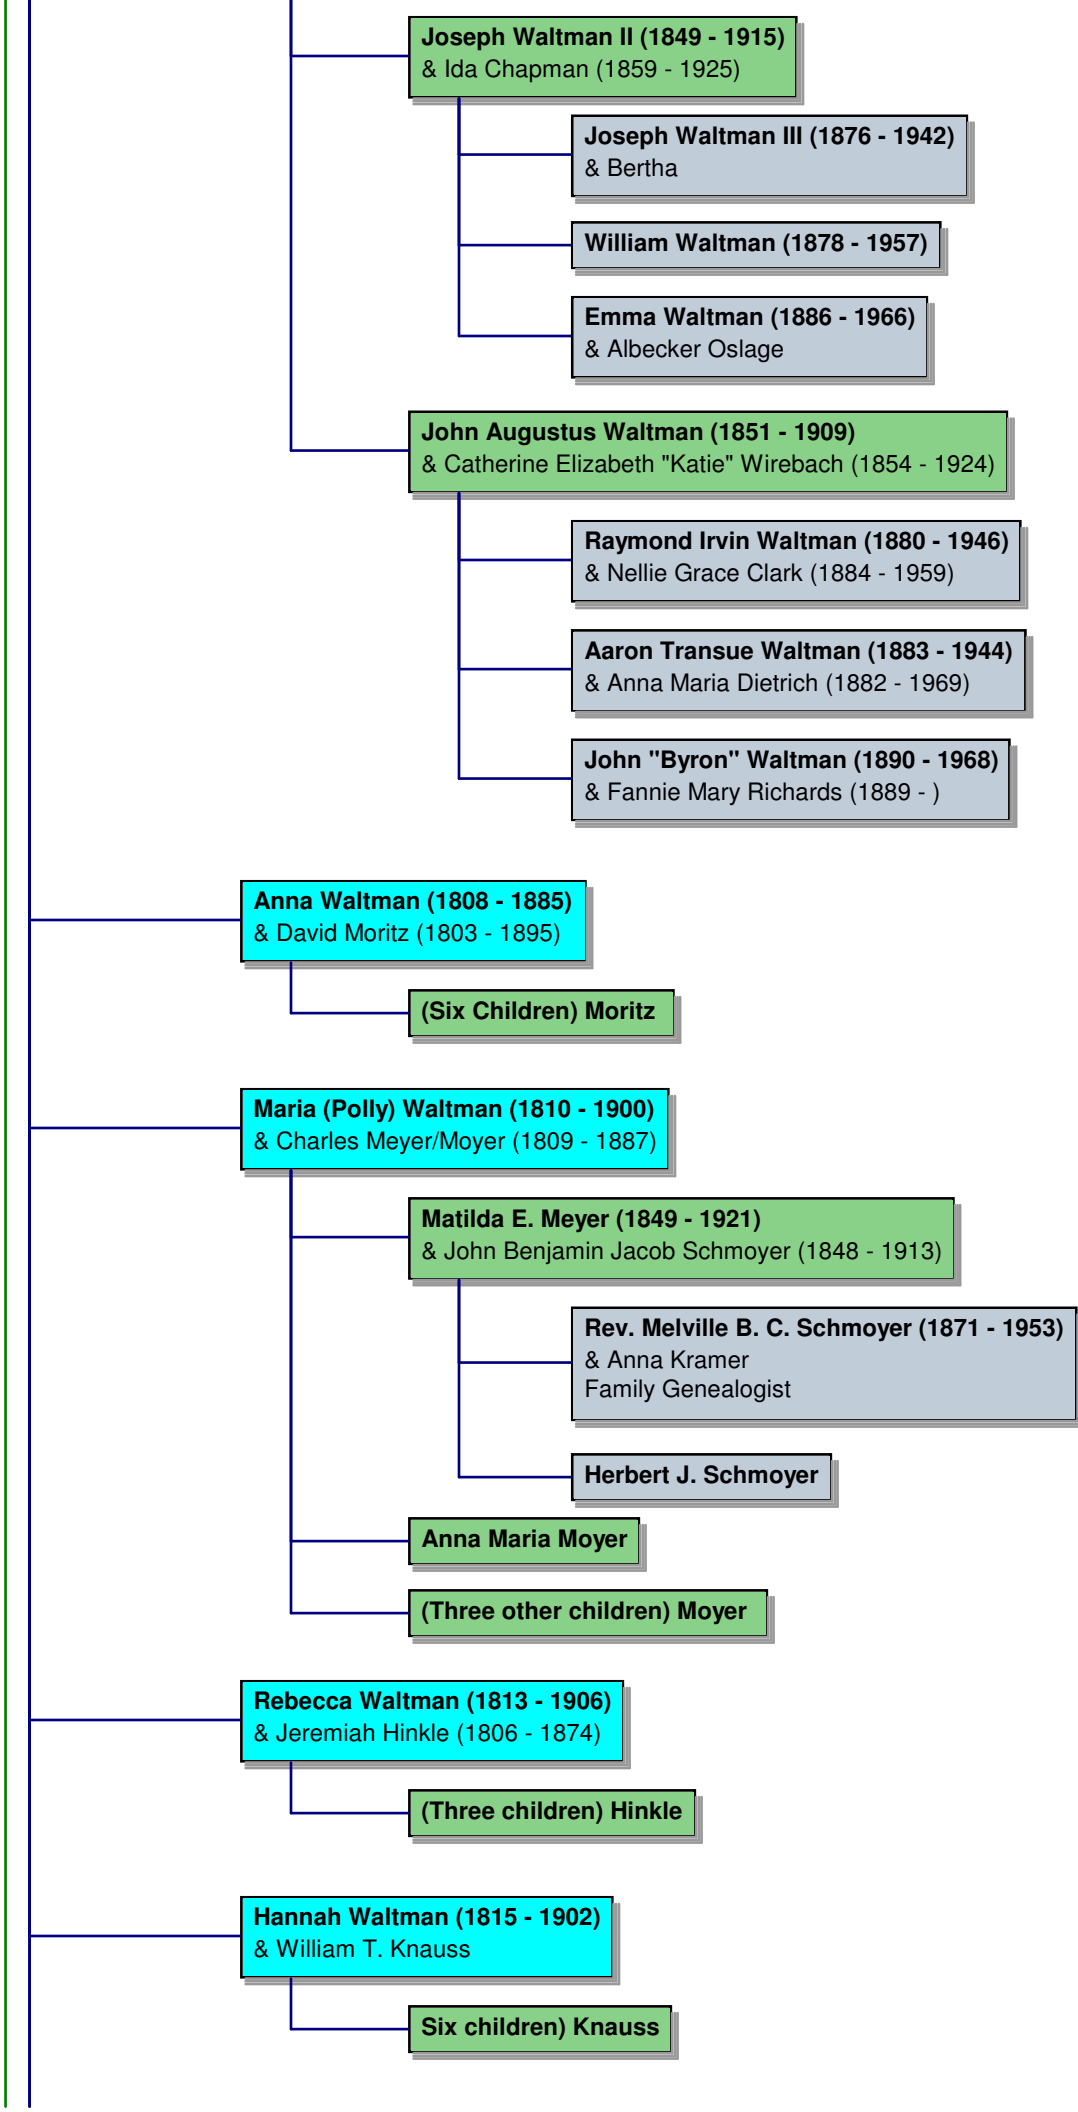 Joseph Waltman II (1849 - 1915)
& Ida Chapman (1859 - 1925)
Joseph Waltman III (1876 - 1942)
& Bertha
William Waltman (1878 - 1957)
Emma Waltman (1886 - 1966)
& Albecker Oslage
John Augustus Waltman (1851 - 1909)
& Catherine Elizabeth "Katie" Wirebach (1854 - 1924)
Raymond Irvin Waltman (1880 - 1946)
& Nellie Grace Clark (1884 - 1959)
Aaron Transue Waltman (1883 - 1944)
& Anna Maria Dietrich (1882 - 1969)
John "Byron" Waltman (1890 - 1968)
& Fannie Mary Richards (1889 - )
Anna Waltman (1808 - 1885)
& David Moritz (1803 - 1895)
(Six Children) Moritz
Maria (Polly) Waltman (1810 - 1900)
& Charles Meyer/Moyer (1809 - 1887)
Matilda E. Meyer (1849 - 1921)
& John Benjamin Jacob Schmoyer (1848 - 1913)
Rev. Melville B. C. Schmoyer (1871 - 1953)
& Anna Kramer
Family Genealogist
Herbert J. Schmoyer
Anna Maria Moyer
(Three other children) Moyer
Rebecca Waltman (1813 - 1906)
& Jeremiah Hinkle (1806 - 1874)
(Three children) Hinkle
Hannah Waltman (1815 - 1902)
& William T. Knauss
Six children) Knauss